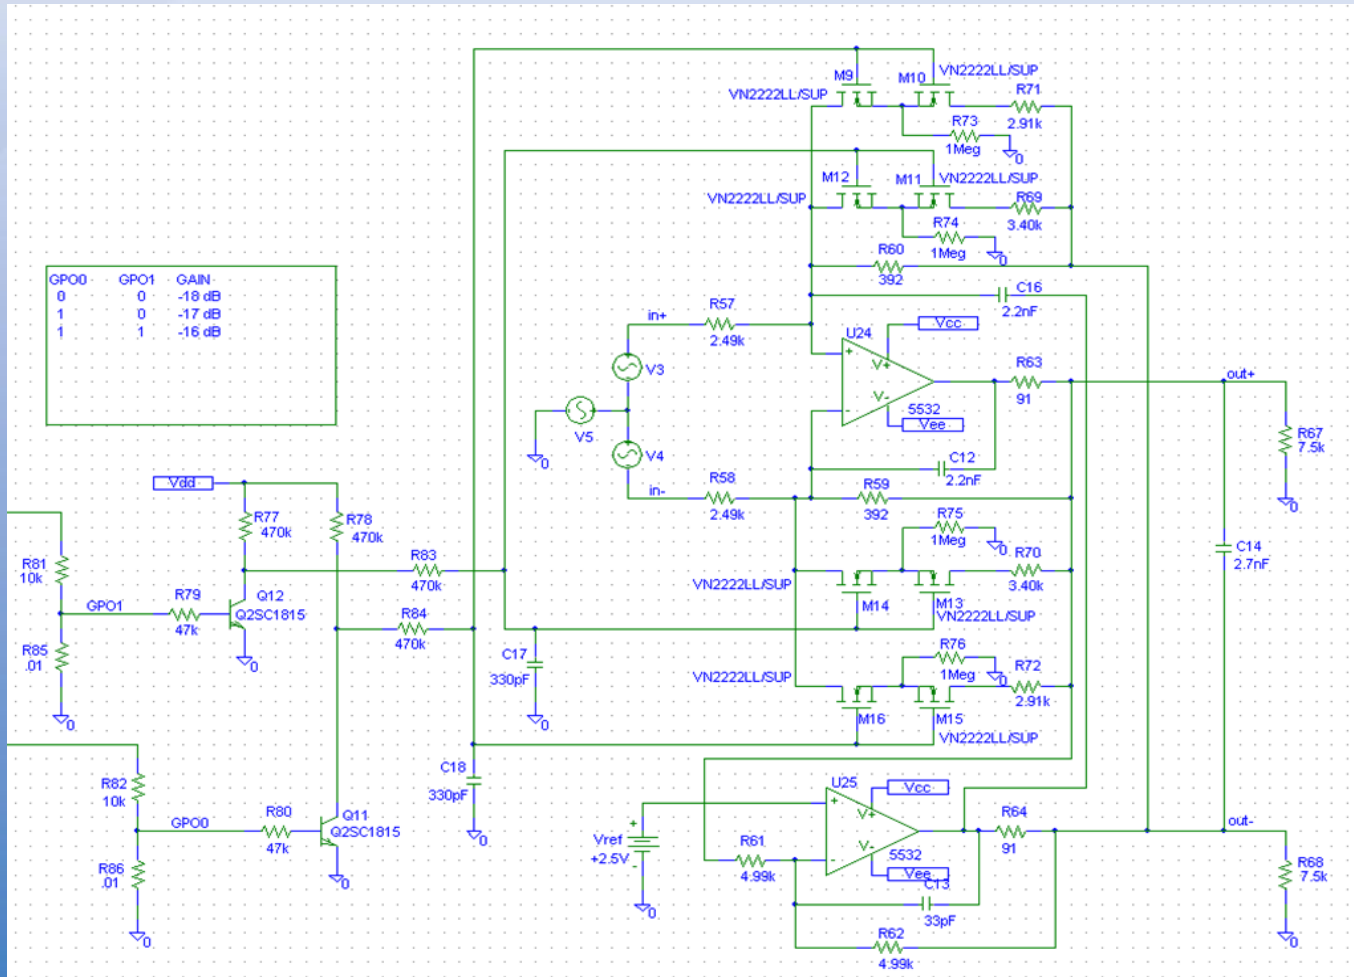 GPO0 GPO1 GAIN
0 0 -18 dB
1 0 -17 dB
1 1 -16 dB
M9
VN2222LL/SUP
M10
VN2222LL/SUP
R71
2.91k
R73
1Meg
0
M12
VN2222LL/SUP
M11
VN2222LL/SUP
R69
3.40k
R74
1Meg
0
R60
392
C16
2.2nF
in+
R57
2.49k
U24
Vcc
+
V+
V-
-
5532
Vee
R63
91
out+
V3
V5
0
V4
in-
R58
2.49k
C12
2.2nF
R59
392
R67
7.5k
0
R75
1Meg
0
R70
3.40k
VN2222LL/SUP
M14
M13
VN2222LL/SUP
C14
2.7nF
R76
1Meg
0
R72
2.91k
VN2222LL/SUP
M16
M15
VN2222LL/SUP
Vdd
R77
470k
R78
470k
R83
470k
R84
470k
R81
10k
GPO1
R79
47k
Q12
Q2SC1815
0
R85
.01
0
C17
330pF
0
C18
330pF
0
R82
10k
GPO0
R80
47k
Q11
Q2SC1815
0
R86
.01
0
Vref
+2.5V
+
-
0
R61
4.99k
U25
Vcc
+
V+
V-
-
5532
Vee
R64
91
out-
C13
33pF
R62
4.99k
R68
7.5k
0